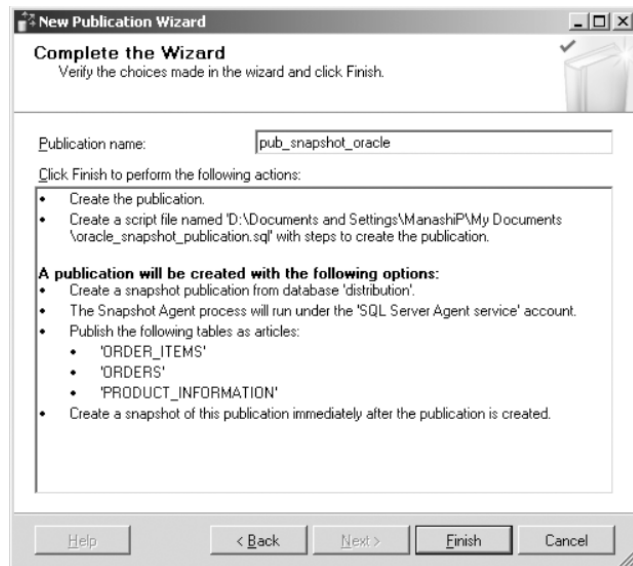 New Publication Wizard
Complete the Wizard
Verify the choices made in the wizard and click Finish.
Publication name:
pub_snapshot_oracle
Click Finish to perform the following actions:
• Create the publication.
• Create a script file named 'D:\Documents and Settings\ManashiP\My Documents
\oracle_snapshot_publication.sql' with steps to create the publication.
A publication will be created with the following options:
• Create a snapshot publication from database 'distribution'.
• The Snapshot Agent process will run under the 'SQL Server Agent service' account.
• Publish the following tables as articles:
• 'ORDER_ITEMS'
• 'ORDERS'
• 'PRODUCT_INFORMATION'
• Create a snapshot of this publication immediately after the publication is created.
Help
< Back
Next >
Finish
Cancel